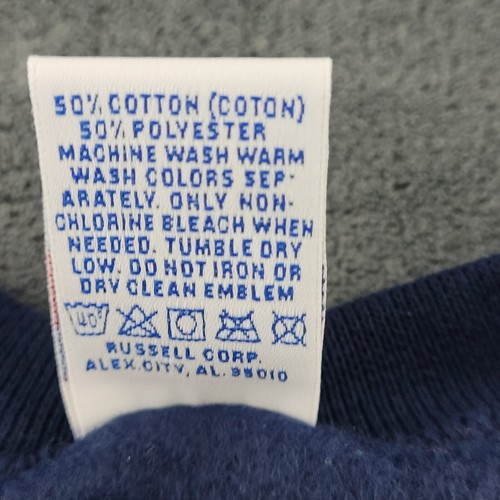 50% COTTON (COTON)
50% POLYESTER
MACHINE WASH WARM
WASH COLORS SEP-
ARATELY. ONLY NON-
CHLORINE BLEACH WHEN
NEEDED. TUMBLE DRY
LOW. DO NOT IRON OR
DRY CLEAN EMBLEM
40°
RUSSELL CORP.
ALEX.CITY, AL. 35010